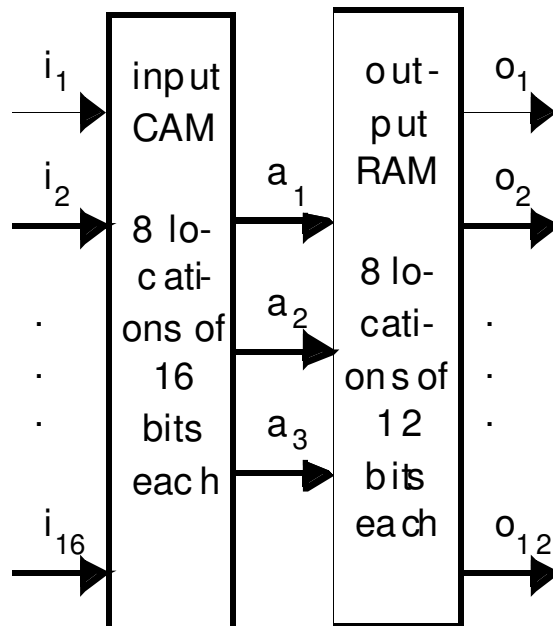 i1
i2
.
.
.
i16
input
CAM
8 lo-
cati-
ons of
16
bits
each
a1
a2
a3
out-
put
RAM
8 lo-
cati-
ons of
12
bits
each
o1
o2
.
.
.
o12